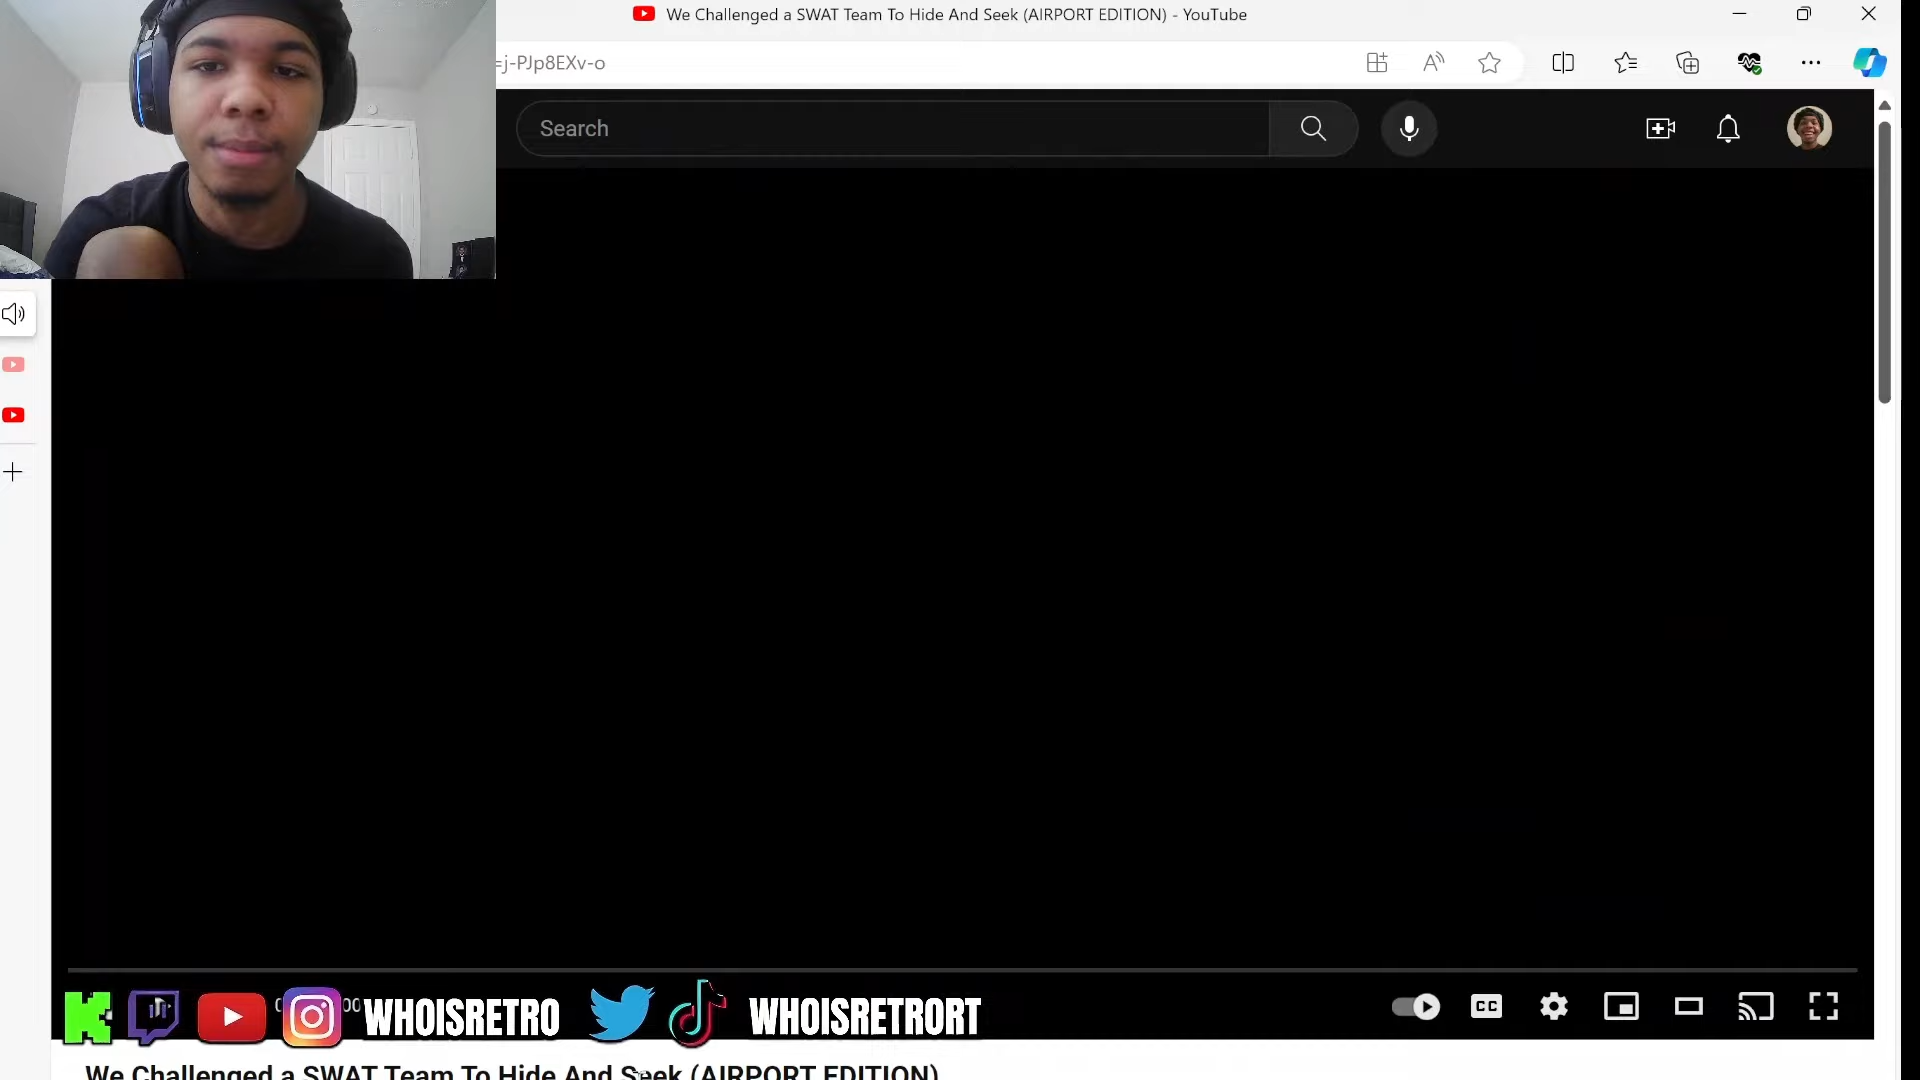 We Challenged a SWAT Team To Hide And Seek (AIRPORT EDITION) - YouTube
=j-PJp8EXv-o
Search
CC
WHOISRETRO
WHOISRETRORT
We Challenged a SWAT Team To Hide And Seek (AIRPORT EDITION)